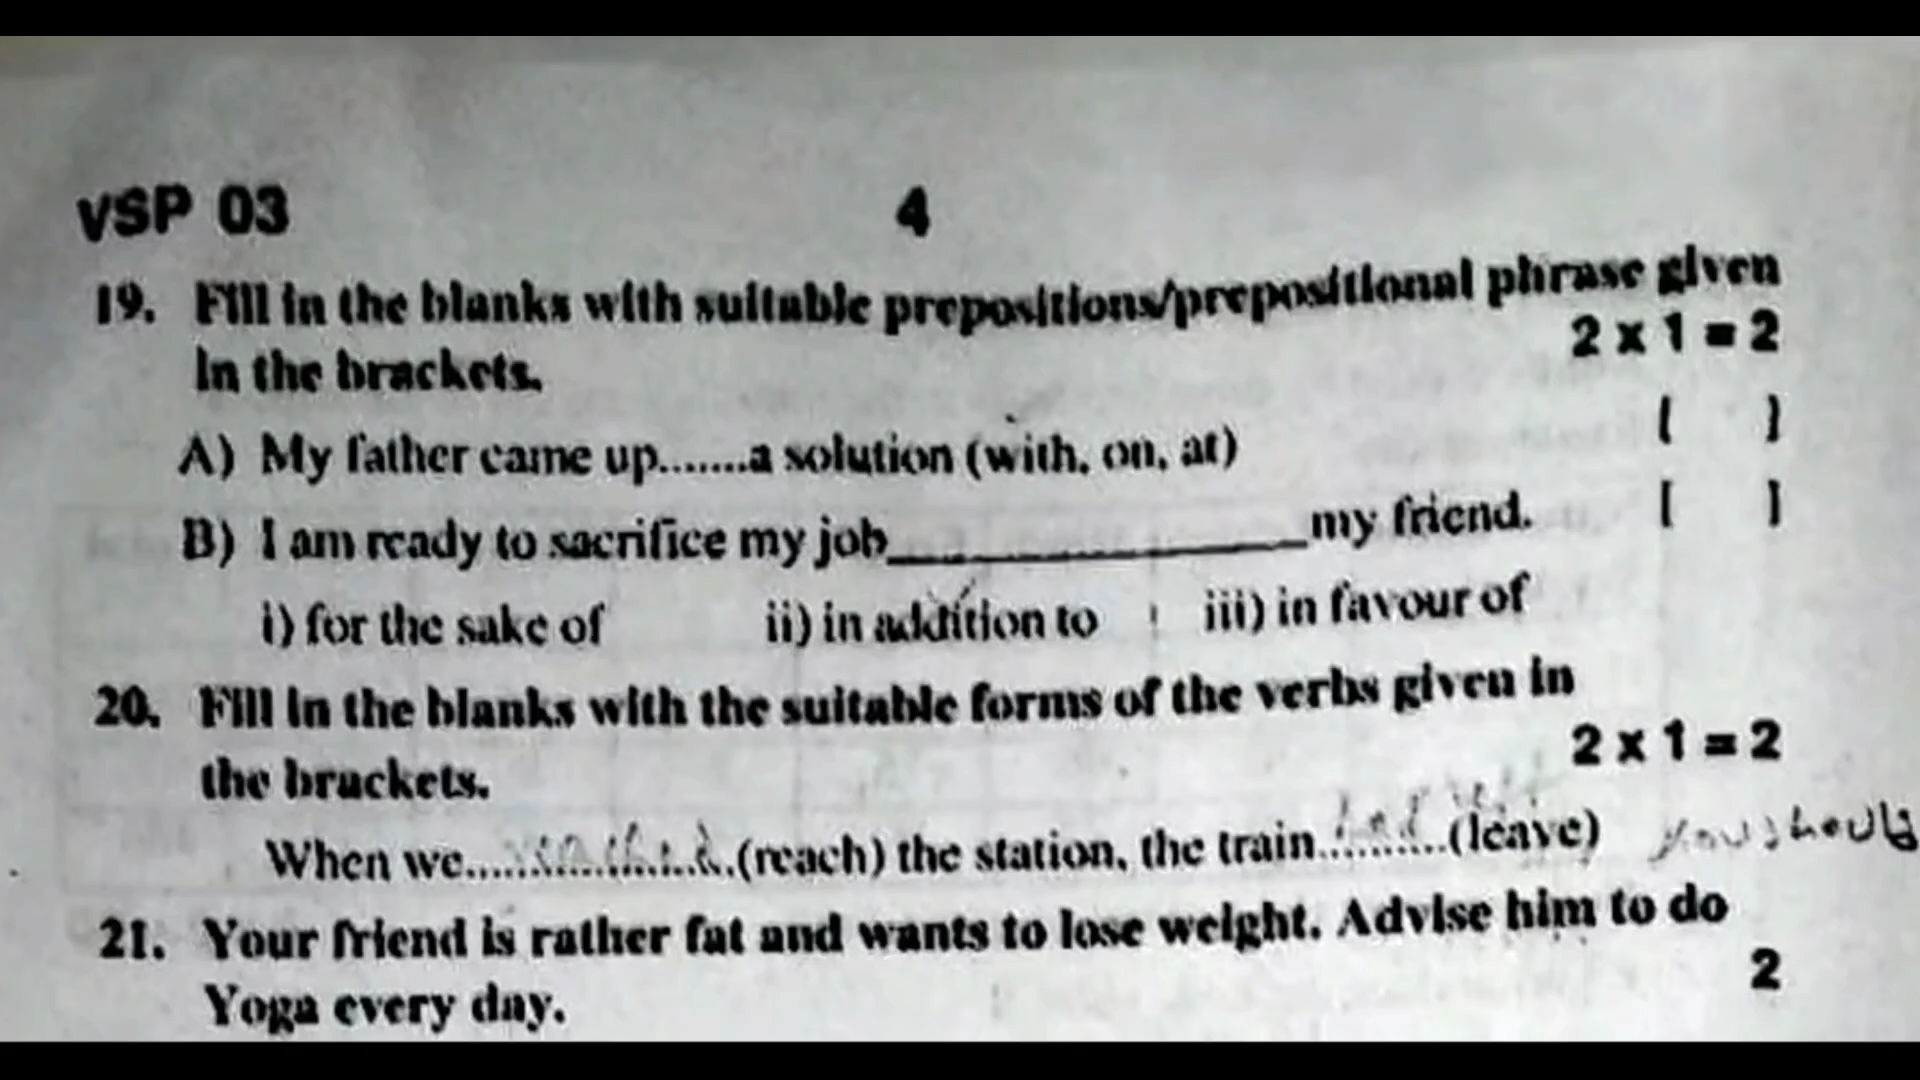 VSP 03 4
19. Fill in the blanks with suitable prepositions/prepositional phrase given
in the brackets. 2 x 1 = 2
A) My father came up.......a solution (with, on, at) [ ]
B) I am ready to sacrifice my job____________my friend. [ ]
i) for the sake of ii) in addition to iii) in favour of
20. Fill in the blanks with the suitable forms of the verbs given in
the brackets. 2 x 1 = 2
When we.....................(reach) the station, the train..........(leave) you should
21. Your friend is rather fat and wants to lose weight. Advise him to do
Yoga every day. 2